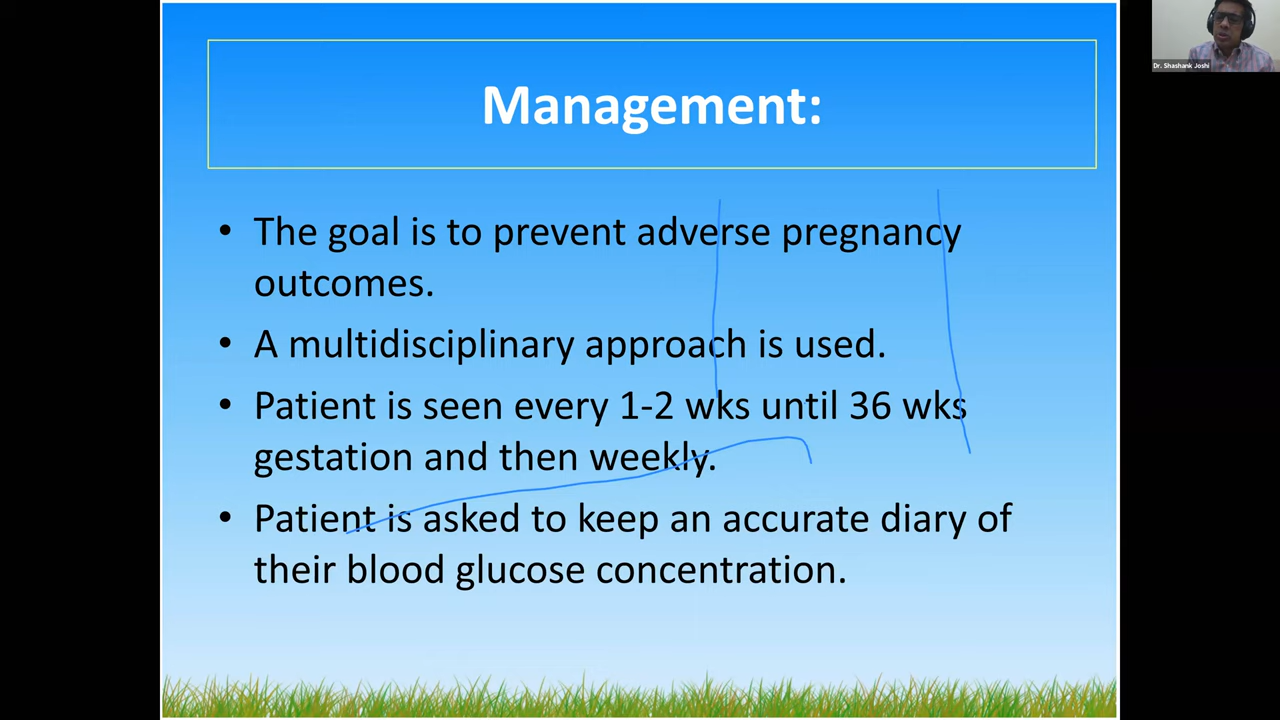 Management:
• The goal is to prevent adverse pregnancy
outcomes.
• A multidisciplinary approach is used.
• Patient is seen every 1-2 wks until 36 wks
gestation and then weekly.
• Patient is asked to keep an accurate diary of
their blood glucose concentration.
Dr. Shashank Joshi